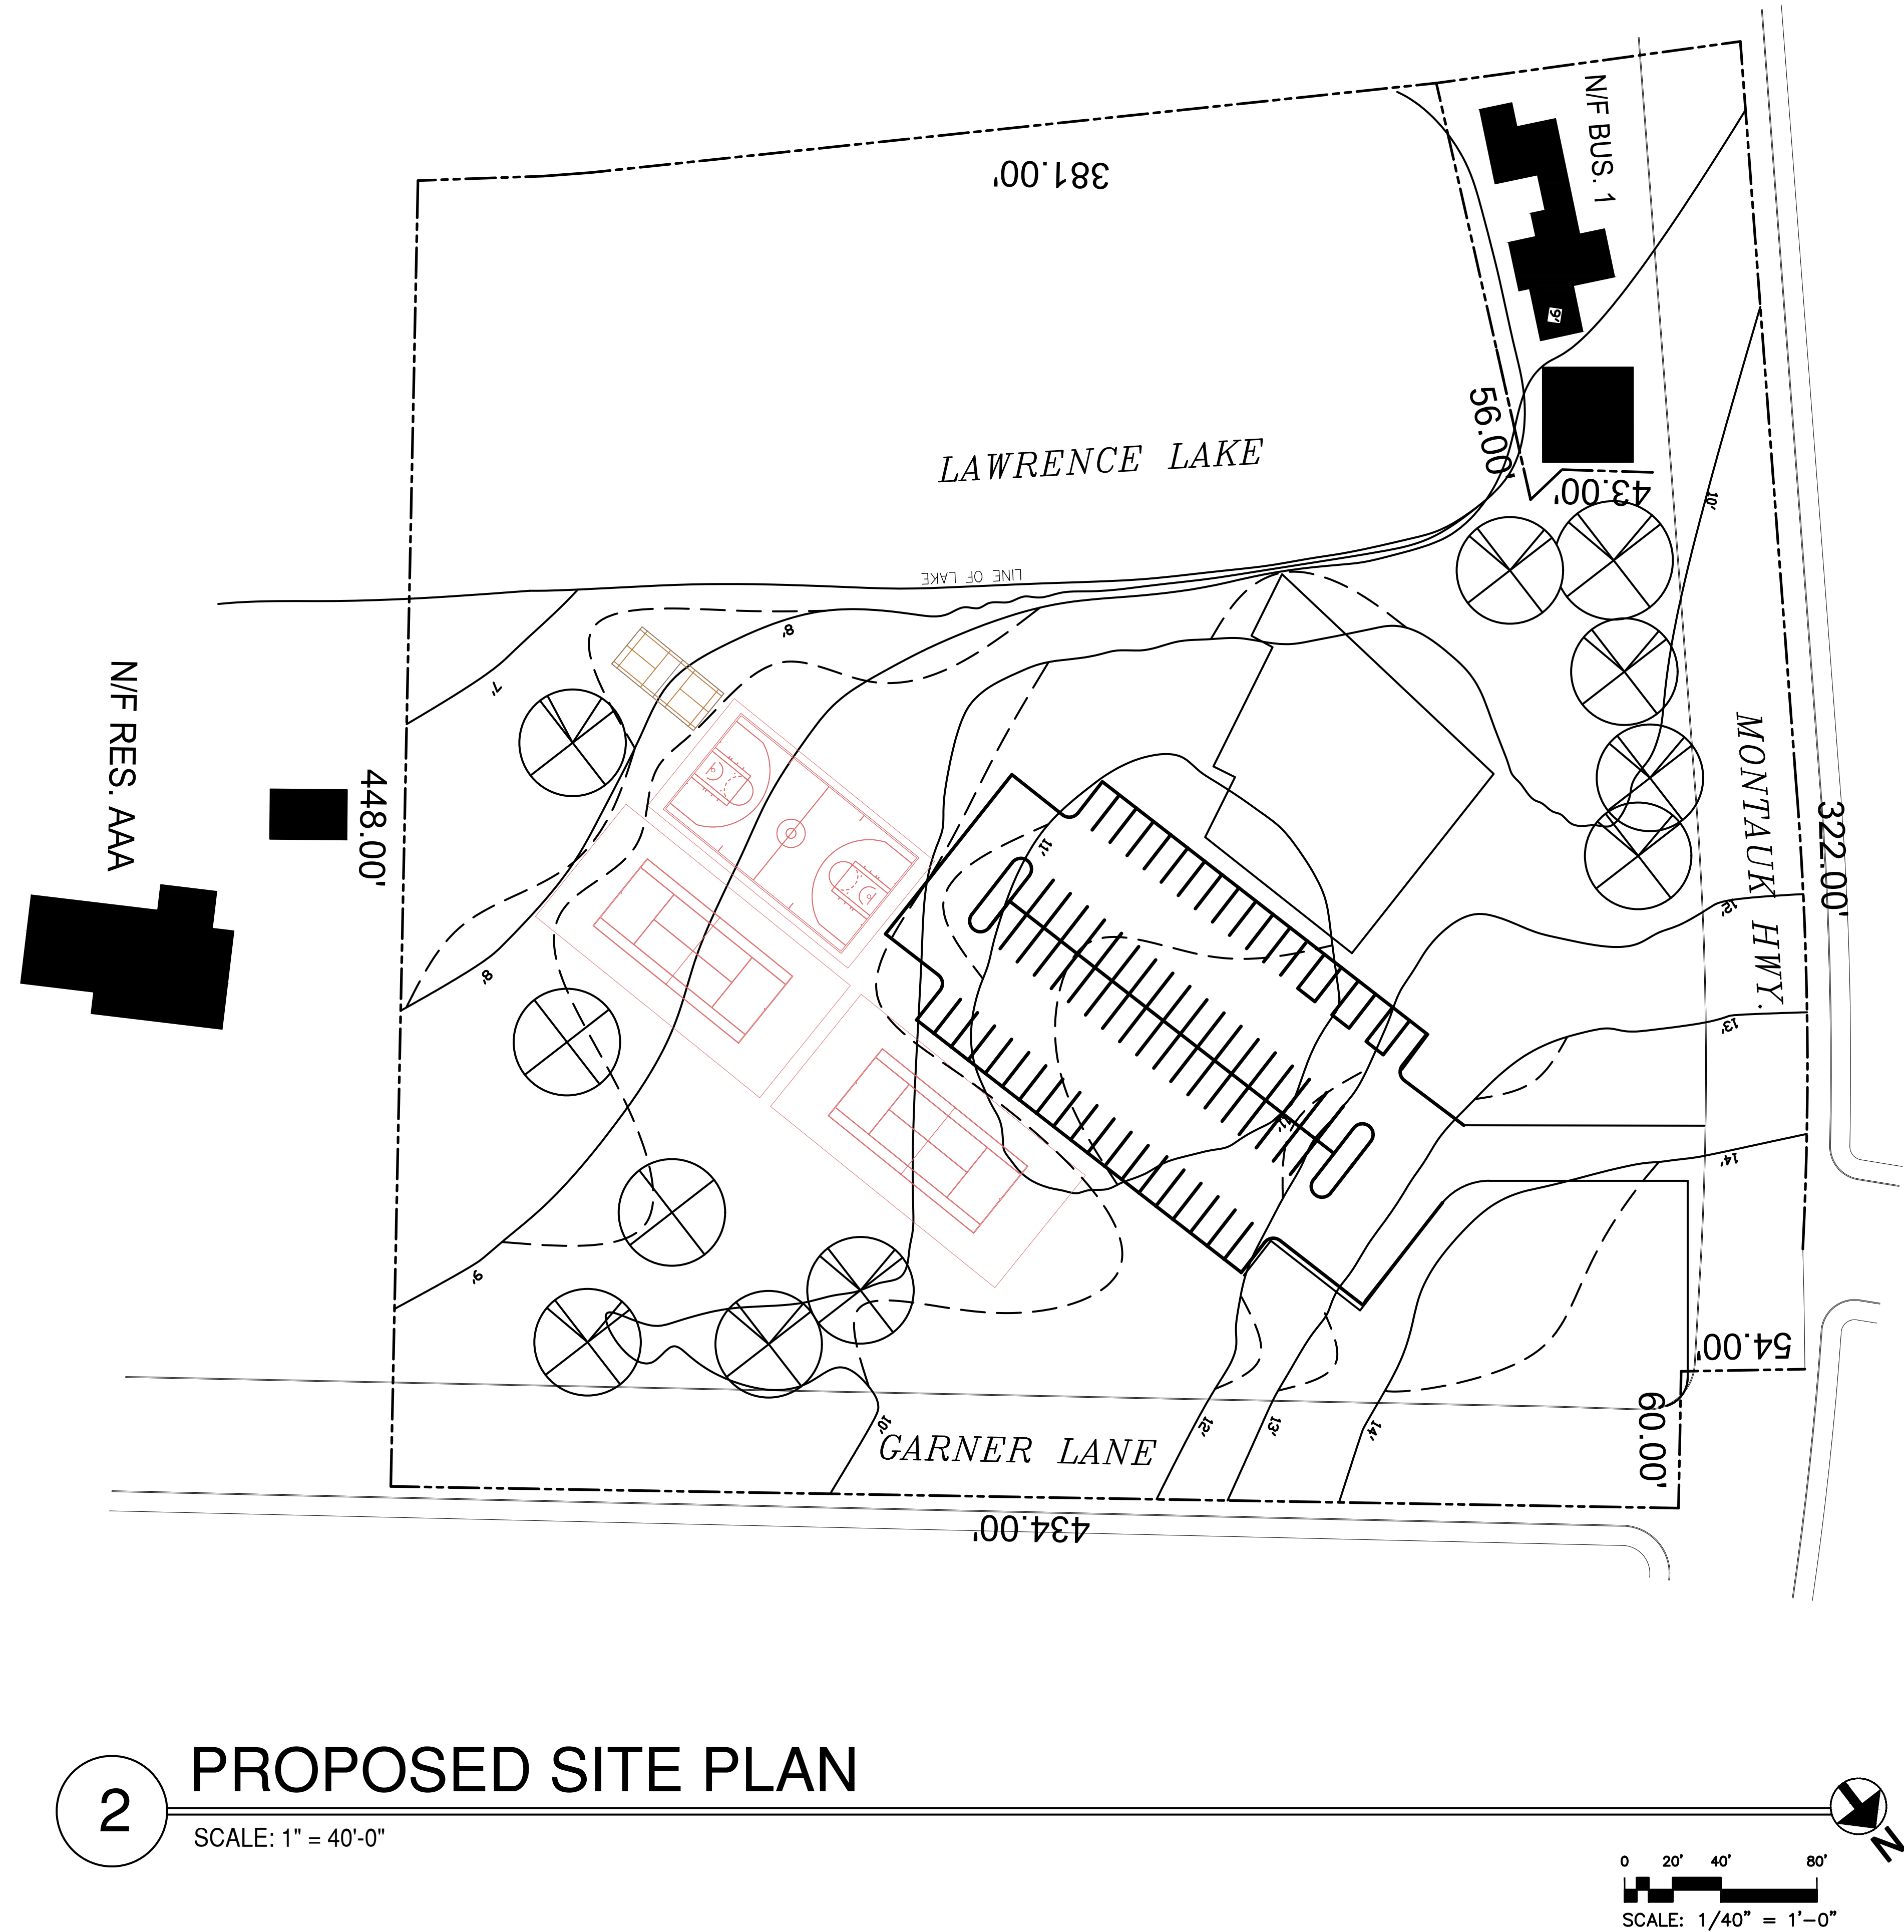 381.00'
N/F BUS. 1
9'
LAWRENCE LAKE
56.00'
43.00'
10'
LINE OF LAKE
8'
7'
N/F RES. AAA
448.00'
MONTAUK HWY.
322.00'
11'
12'
8'
13'
14'
9'
54.00'
60.00'
10'
12'
13'
14'
GARNER LANE
434.00'
2
PROPOSED SITE PLAN
SCALE: 1" = 40'-0"
N
0 20' 40' 80'
SCALE: 1/40" = 1'-0"